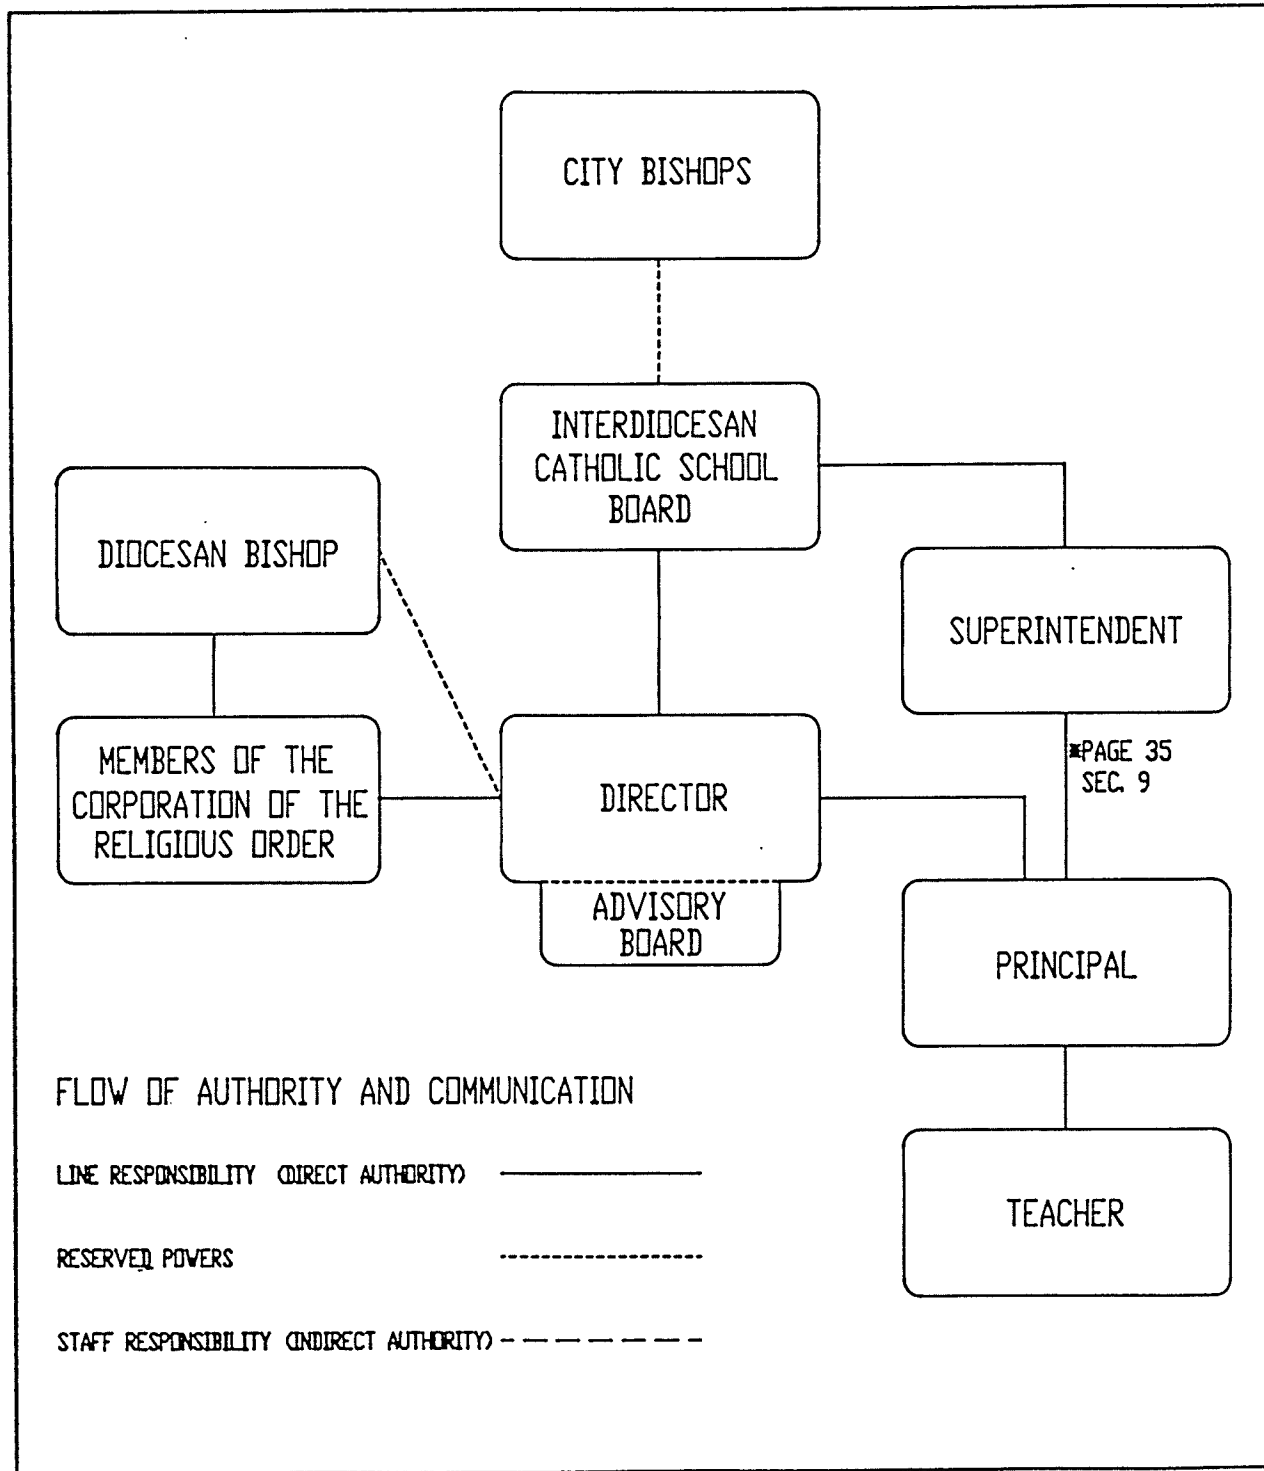 CITY BISHOPS
INTERDIOCESAN
CATHOLIC SCHOOL
BOARD
DIOCESAN BISHOP
SUPERINTENDENT
MEMBERS OF THE
CORPORATION OF THE
RELIGIOUS ORDER
DIRECTOR
*PAGE 35
SEC. 9
ADVISORY
BOARD
PRINCIPAL
FLOW OF AUTHORITY AND COMMUNICATION
LINE RESPONSIBILITY (DIRECT AUTHORITY)
TEACHER
RESERVED POWERS
STAFF RESPONSIBILITY (INDIRECT AUTHORITY)